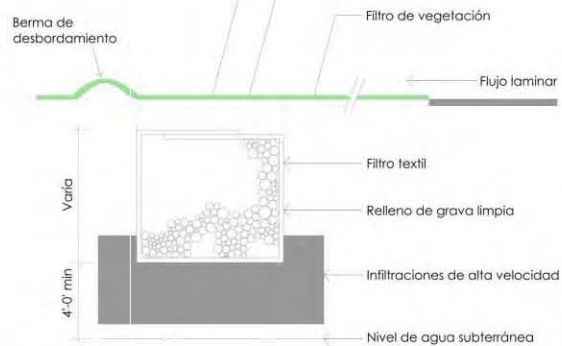 Berma de
desbordamiento
Filtro de vegetación
Flujo laminar
Varía
Filtro textil
Relleno de grava limpia
4'-0' min
Infiltraciones de alta velocidad
Nivel de agua subterránea